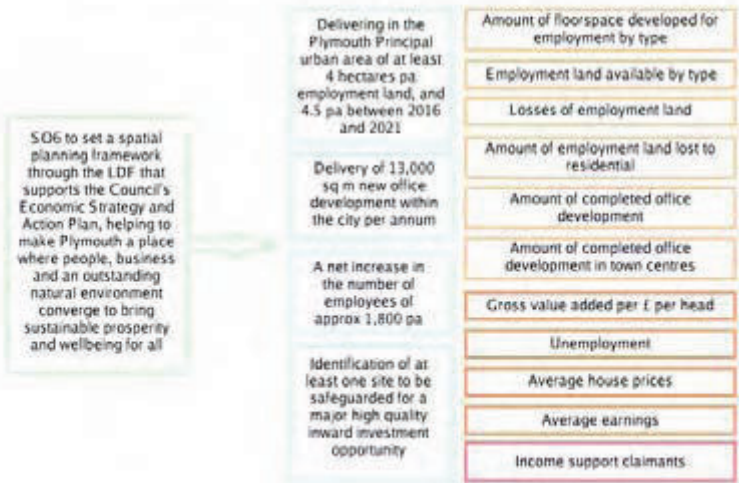 SO6 to set a spatial
planning framework
through the LDF that
supports the Council's
Economic Strategy and
Action Plan, helping to
make Plymouth a place
where people, business
and an outstanding
natural environment
converge to bring
sustainable prosperity
and wellbeing for all
Delivering in the
Plymouth Principal
urban area of at least
4 hectares pa
employment land, and
4.5 pa between 2016
and 2021
Delivery of 13,000
sq m new office
development within
the city per annum
A net increase in
the number of
employees of
approx 1,800 pa
Identification of at
least one site to be
safeguarded for a
major high quality
inward investment
opportunity
Amount of floorspace developed for
employment by type
Employment land available by type
Losses of employment land
Amount of employment land lost to
residential
Amount of completed office
development
Amount of completed office
development in town centres
Gross value added per £ per head
Unemployment
Average house prices
Average earnings
Income support claimants